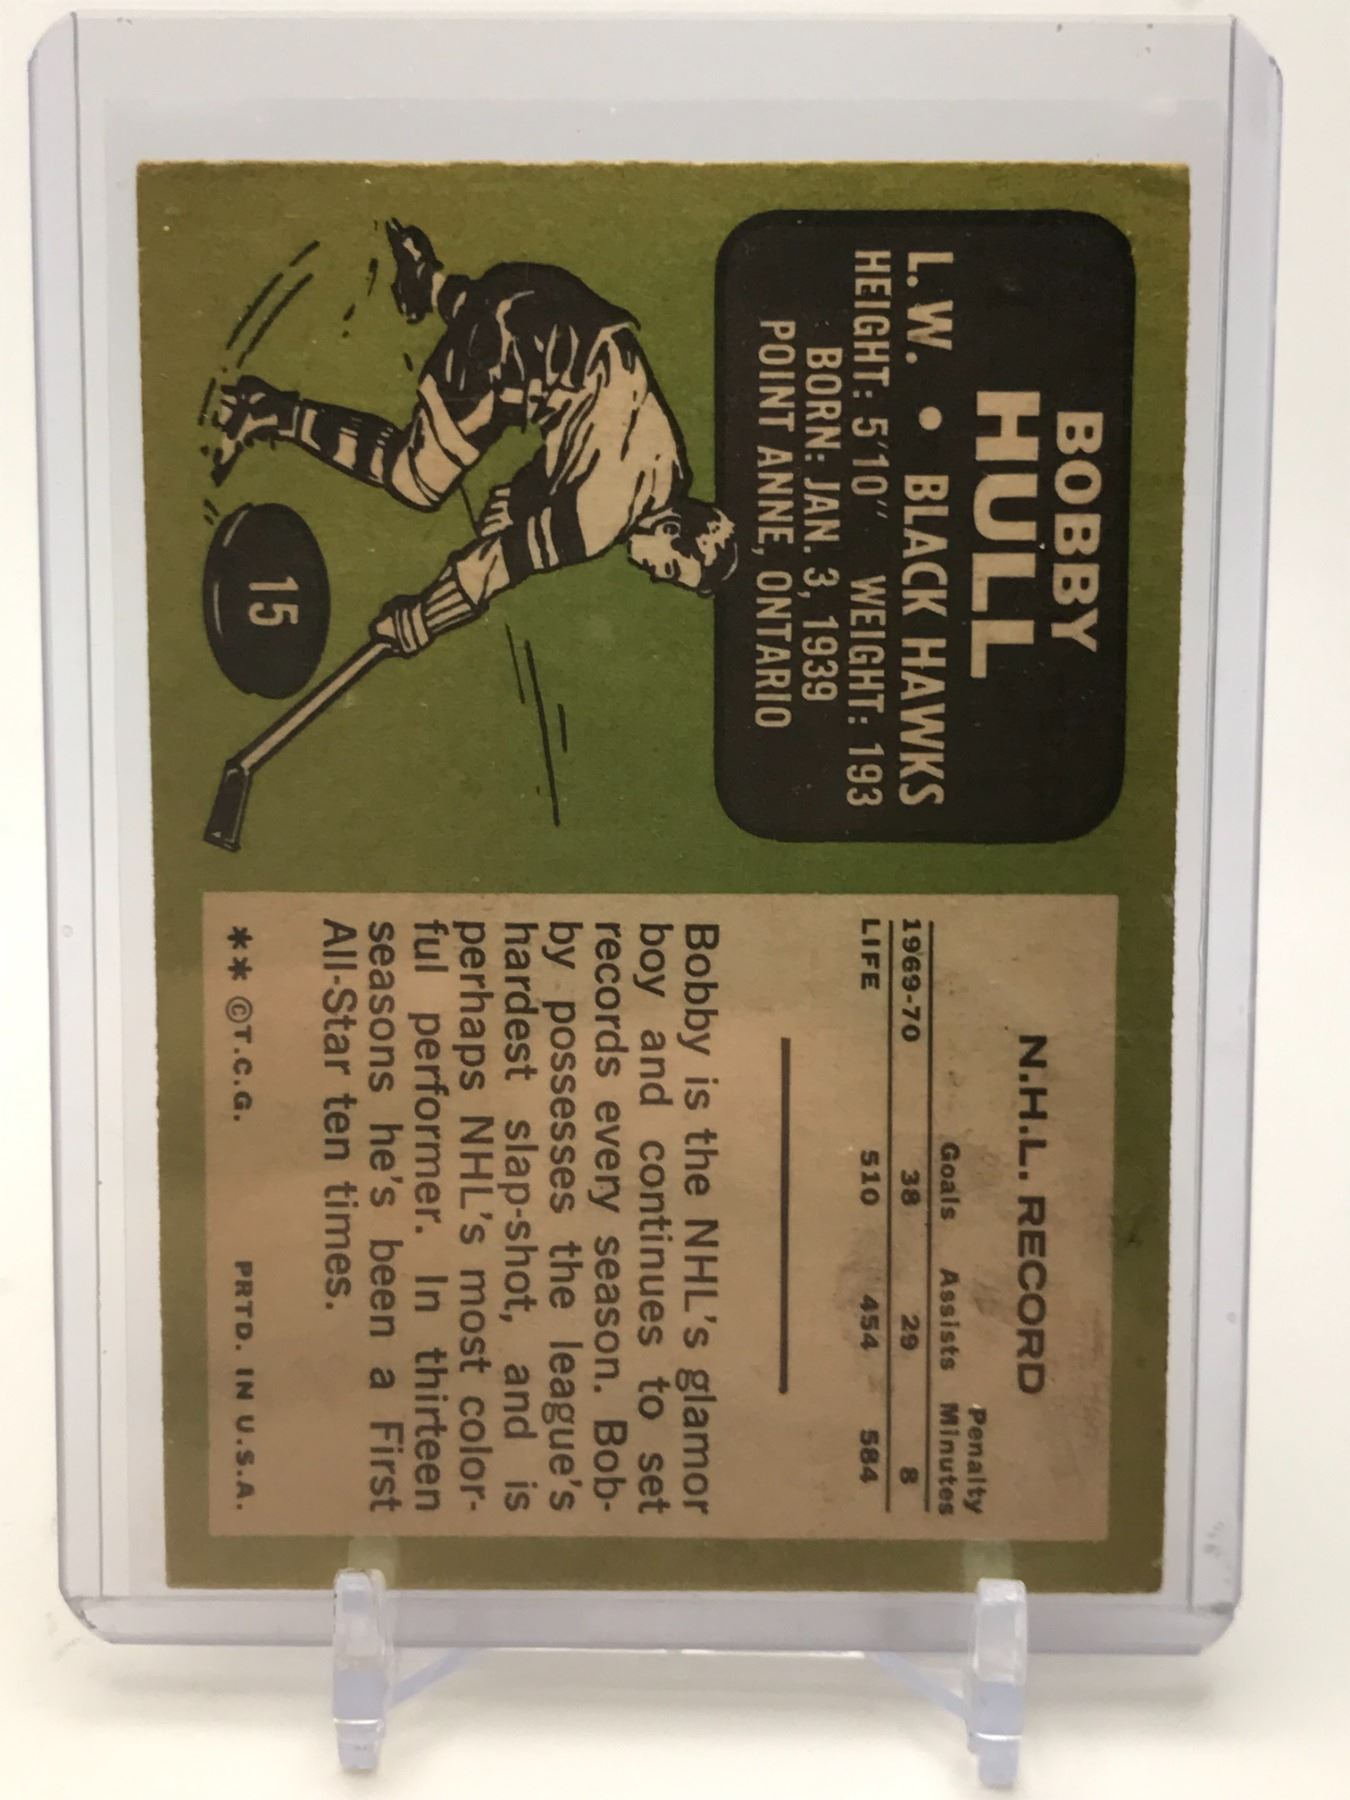 BOBBY
HULL
L. W. • BLACK HAWKS
HEIGHT: 5'10" WEIGHT: 193
BORN: JAN. 3, 1939
POINT ANNE, ONTARIO
15
N.H.L. RECORD
Penalty
Goals Assists Minutes
1969-70 38 29 8
LIFE 510 454 584
Bobby is the NHL's glamor
boy and continues to set
records every season. Bob-
by possesses the league's
hardest slap-shot, and is
perhaps NHL's most color-
ful performer. In thirteen
seasons he's been a First
All-Star ten times.
** ©T.C.G. PRTD. IN U.S.A.